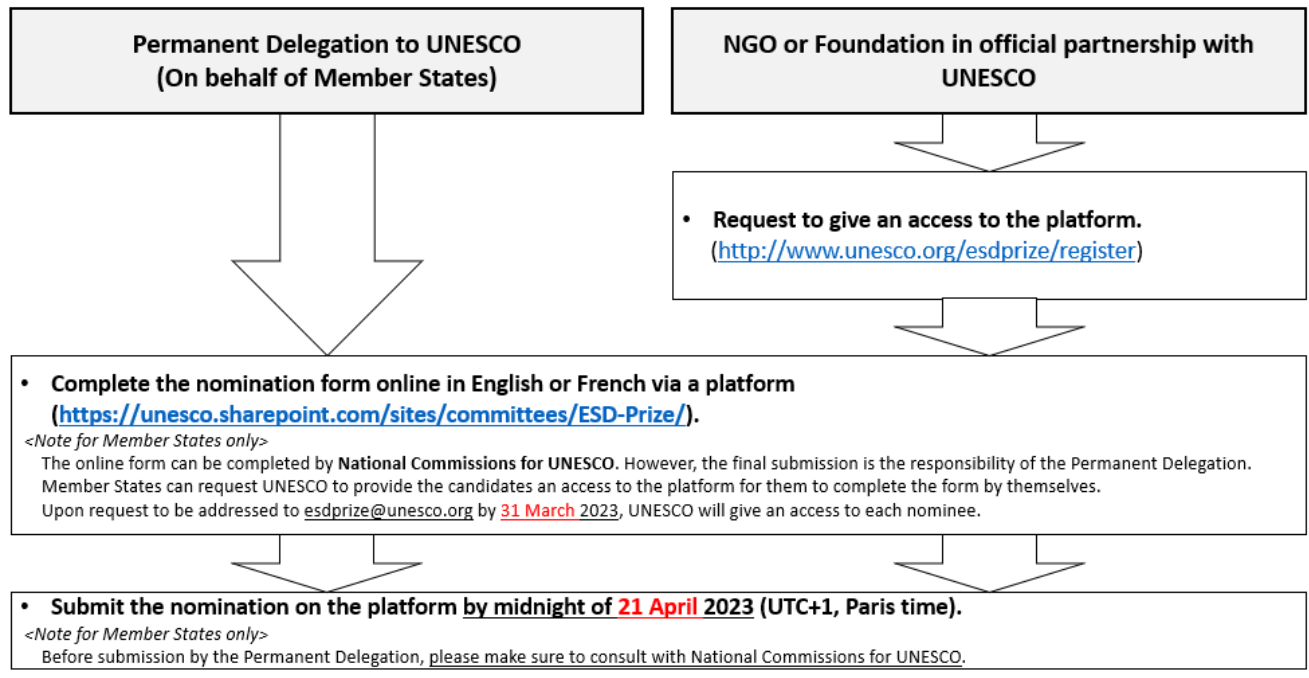 Permanent Delegation to UNESCO
(On behalf of Member States)
NGO or Foundation in official partnership with
UNESCO
• Request to give an access to the platform.
(http://www.unesco.org/esdprize/register)
• Complete the nomination form online in English or French via a platform
(https://unesco.sharepoint.com/sites/committees/ESD-Prize/).
<Note for Member States only>
The online form can be completed by National Commissions for UNESCO. However, the final submission is the responsibility of the Permanent Delegation.
Member States can request UNESCO to provide the candidates an access to the platform for them to complete the form by themselves.
Upon request to be addressed to esdprize@unesco.org by 31 March 2023, UNESCO will give an access to each nominee.
• Submit the nomination on the platform by midnight of 21 April 2023 (UTC+1, Paris time).
<Note for Member States only>
Before submission by the Permanent Delegation, please make sure to consult with National Commissions for UNESCO.